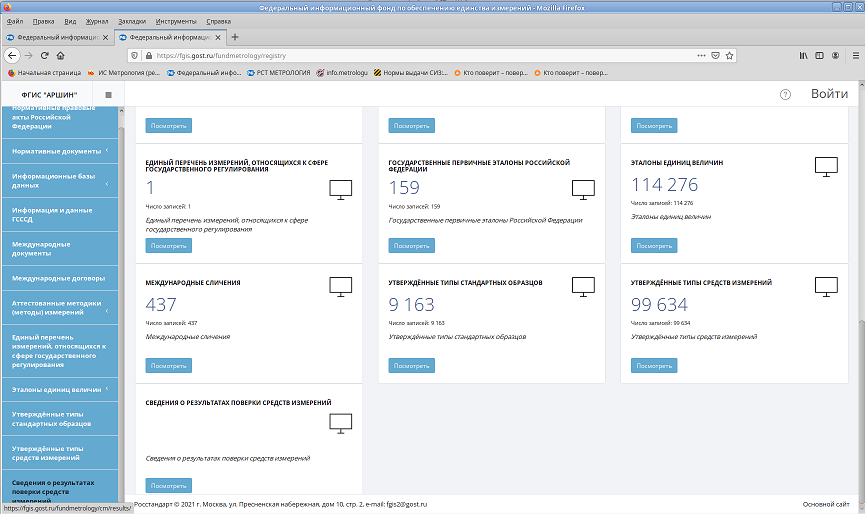 Федеральный информационный фонд по обеспечению единства измерений - Mozilla Firefox
Файл Правка Вид Журнал Закладки Инструменты Справка
Федеральный информацио Федеральный информацио
https://fgis.gost.ru/fundmetrology/registry
Начальная страница ИС Метрология (ре... Федеральный инфо... РСТ МЕТРОЛОГИЯ info.metrologu Нормы выдачи СИЗ:... Кто поверит – повер... Кто поверит – повер...
ФГИС "АРШИН"
Войти
Нормативные правовые
акты Российской
Федерации
Нормативные документы
Информационные базы
данных
Информация и данные
ГСССД
Международные
документы
Международные договоры
Аттестованные методики
(методы) измерений
Единый перечень
измерений, относящихся к
сфере государственного
регулирования
Эталоны единиц величин
Утверждённые типы
стандартных образцов
Утверждённые типы
средств измерений
Сведения о результатах
поверки средств
измерений
https://fgis.gost.ru/fundmetrology/cm/results/
Посмотреть Посмотреть Посмотреть
ЕДИНЫЙ ПЕРЕЧЕНЬ ИЗМЕРЕНИЙ, ОТНОСЯЩИХСЯ К СФЕРЕ
ГОСУДАРСТВЕННОГО РЕГУЛИРОВАНИЯ
1
Число записей: 1
Единый перечень измерений, относящихся к сфере
государственного регулирования
Посмотреть
ГОСУДАРСТВЕННЫЕ ПЕРВИЧНЫЕ ЭТАЛОНЫ РОССИЙСКОЙ
ФЕДЕРАЦИИ
159
Число записей: 159
Государственные первичные эталоны Российской Федерации
Посмотреть
ЭТАЛОНЫ ЕДИНИЦ ВЕЛИЧИН
114 276
Число записей: 114 276
Эталоны единиц величин
Посмотреть
МЕЖДУНАРОДНЫЕ СЛИЧЕНИЯ
437
Число записей: 437
Международные сличения
Посмотреть
УТВЕРЖДЁННЫЕ ТИПЫ СТАНДАРТНЫХ ОБРАЗЦОВ
9 163
Число записей: 9 163
Утверждённые типы стандартных образцов
Посмотреть
УТВЕРЖДЁННЫЕ ТИПЫ СРЕДСТВ ИЗМЕРЕНИЙ
99 634
Число записей: 99 634
Утверждённые типы средств измерений
Посмотреть
СВЕДЕНИЯ О РЕЗУЛЬТАТАХ ПОВЕРКИ СРЕДСТВ ИЗМЕРЕНИЙ
Сведения о результатах поверки средств измерений
Посмотреть
Росстандарт © 2021 г. Москва, ул. Пресненская набережная, дом 10, стр. 2, e-mail: fgis2@gost.ru
Основной сайт